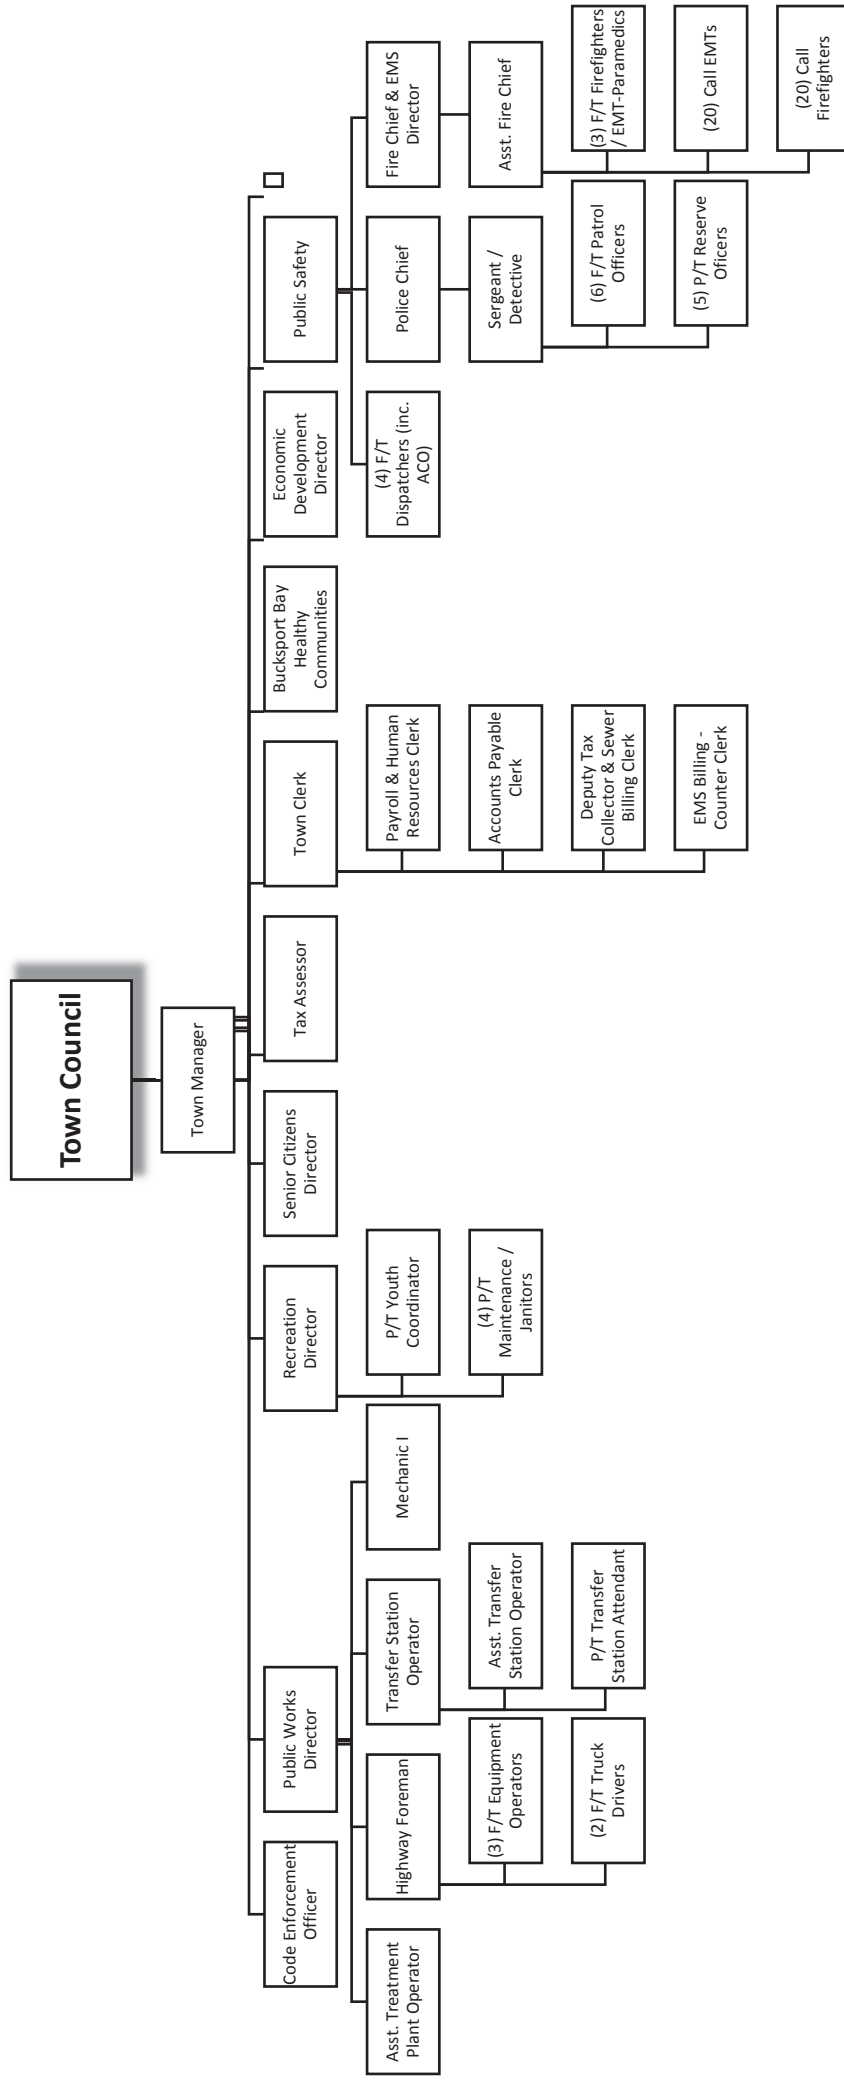 Town Council
Town Manager
Code Enforcement
Officer
Public Works
Director
Recreation
Director
Senior Citizens
Director
Tax Assessor
Town Clerk
Bucksport Bay
Healthy
Communities
Economic
Development
Director
Public Safety
Asst. Treatment
Plant Operator
Highway Foreman
Transfer Station
Operator
Mechanic I
P/T Youth
Coordinator
Payroll & Human
Resources Clerk
(4) F/T
Dispatchers (inc.
ACO)
Police Chief
Fire Chief & EMS
Director
(3) F/T Equipment
Operators
Asst. Transfer
Station Operator
(4) P/T
Maintenance /
Janitors
Accounts Payable
Clerk
Sergeant /
Detective
Asst. Fire Chief
(2) F/T Truck
Drivers
P/T Transfer
Station Attendant
Deputy Tax
Collector & Sewer
Billing Clerk
(6) F/T Patrol
Officers
(3) F/T Firefighters
/ EMT-Paramedics
EMS Billing -
Counter Clerk
(5) P/T Reserve
Oficers
(20) Call EMTs
(20) Call
Firefighters